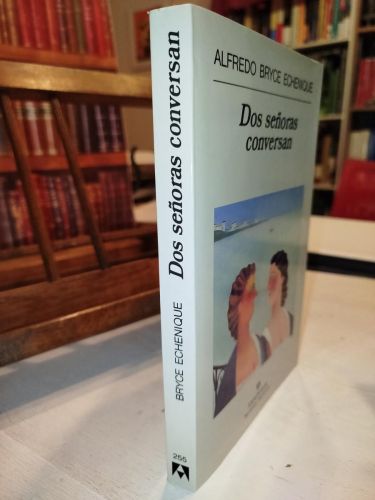 Dos señoras conversan
BRYCE ECHENIQUE
255
ALFREDO BRYCE ECHENIQUE
Dos señoras
conversan